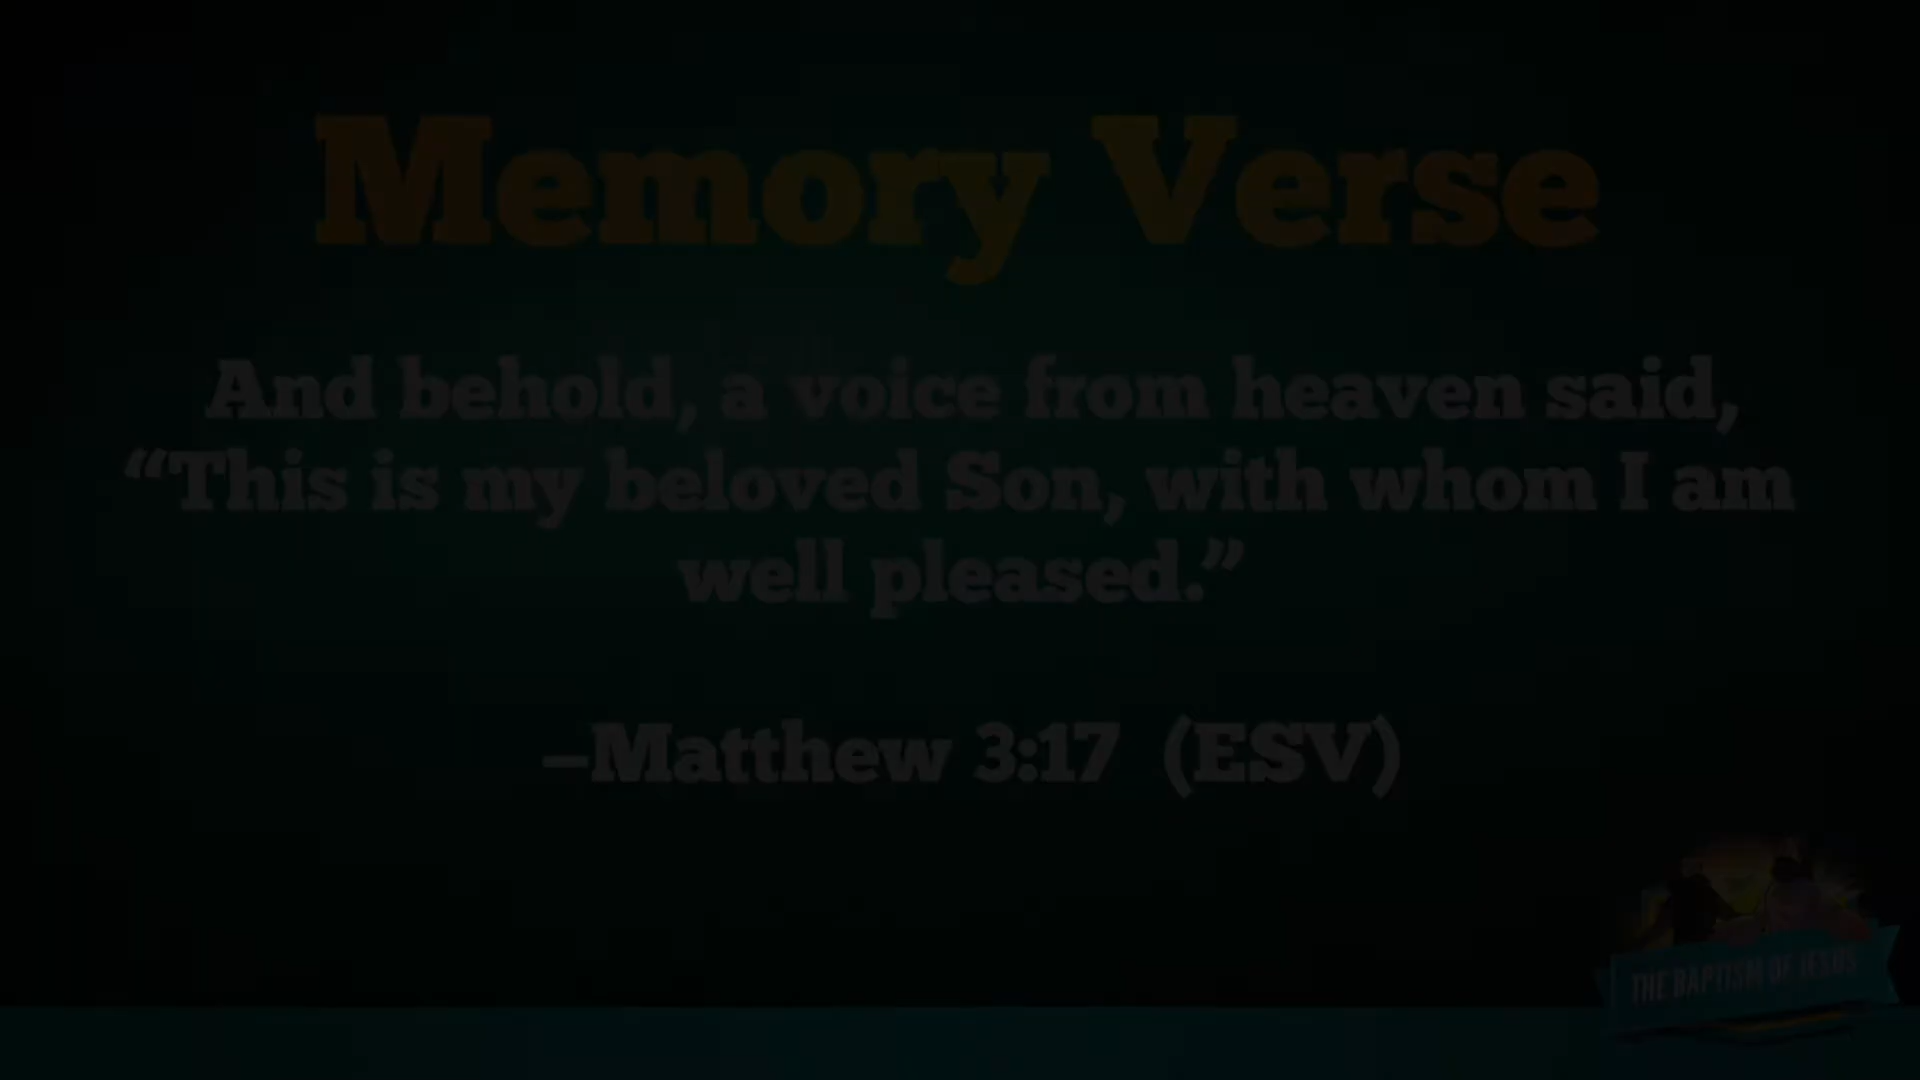 Memory Verse
And behold, a voice from heaven said,
“This is my beloved Son, with whom I am
well pleased.”
–Matthew 3:17 (ESV)
THE BAPTISM OF JESUS